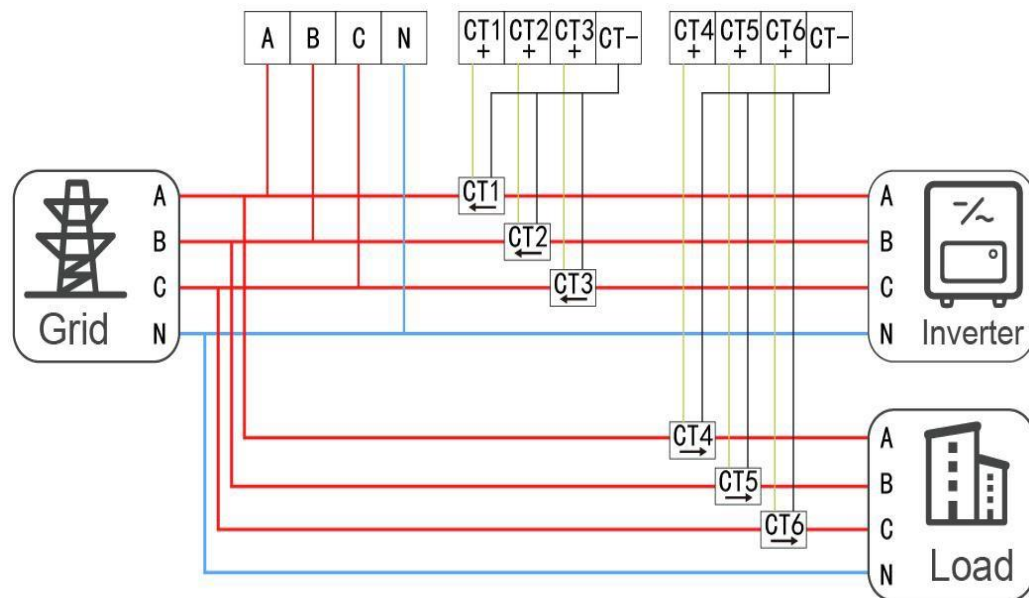 A B C N
CT1 + CT2 + CT3 + CT-
CT4 + CT5 + CT6 + CT-
A
B
C
N
Grid
CT1
CT2
CT3
A
B
C
N
Inverter
CT4
CT5
CT6
A
B
C
N
Load